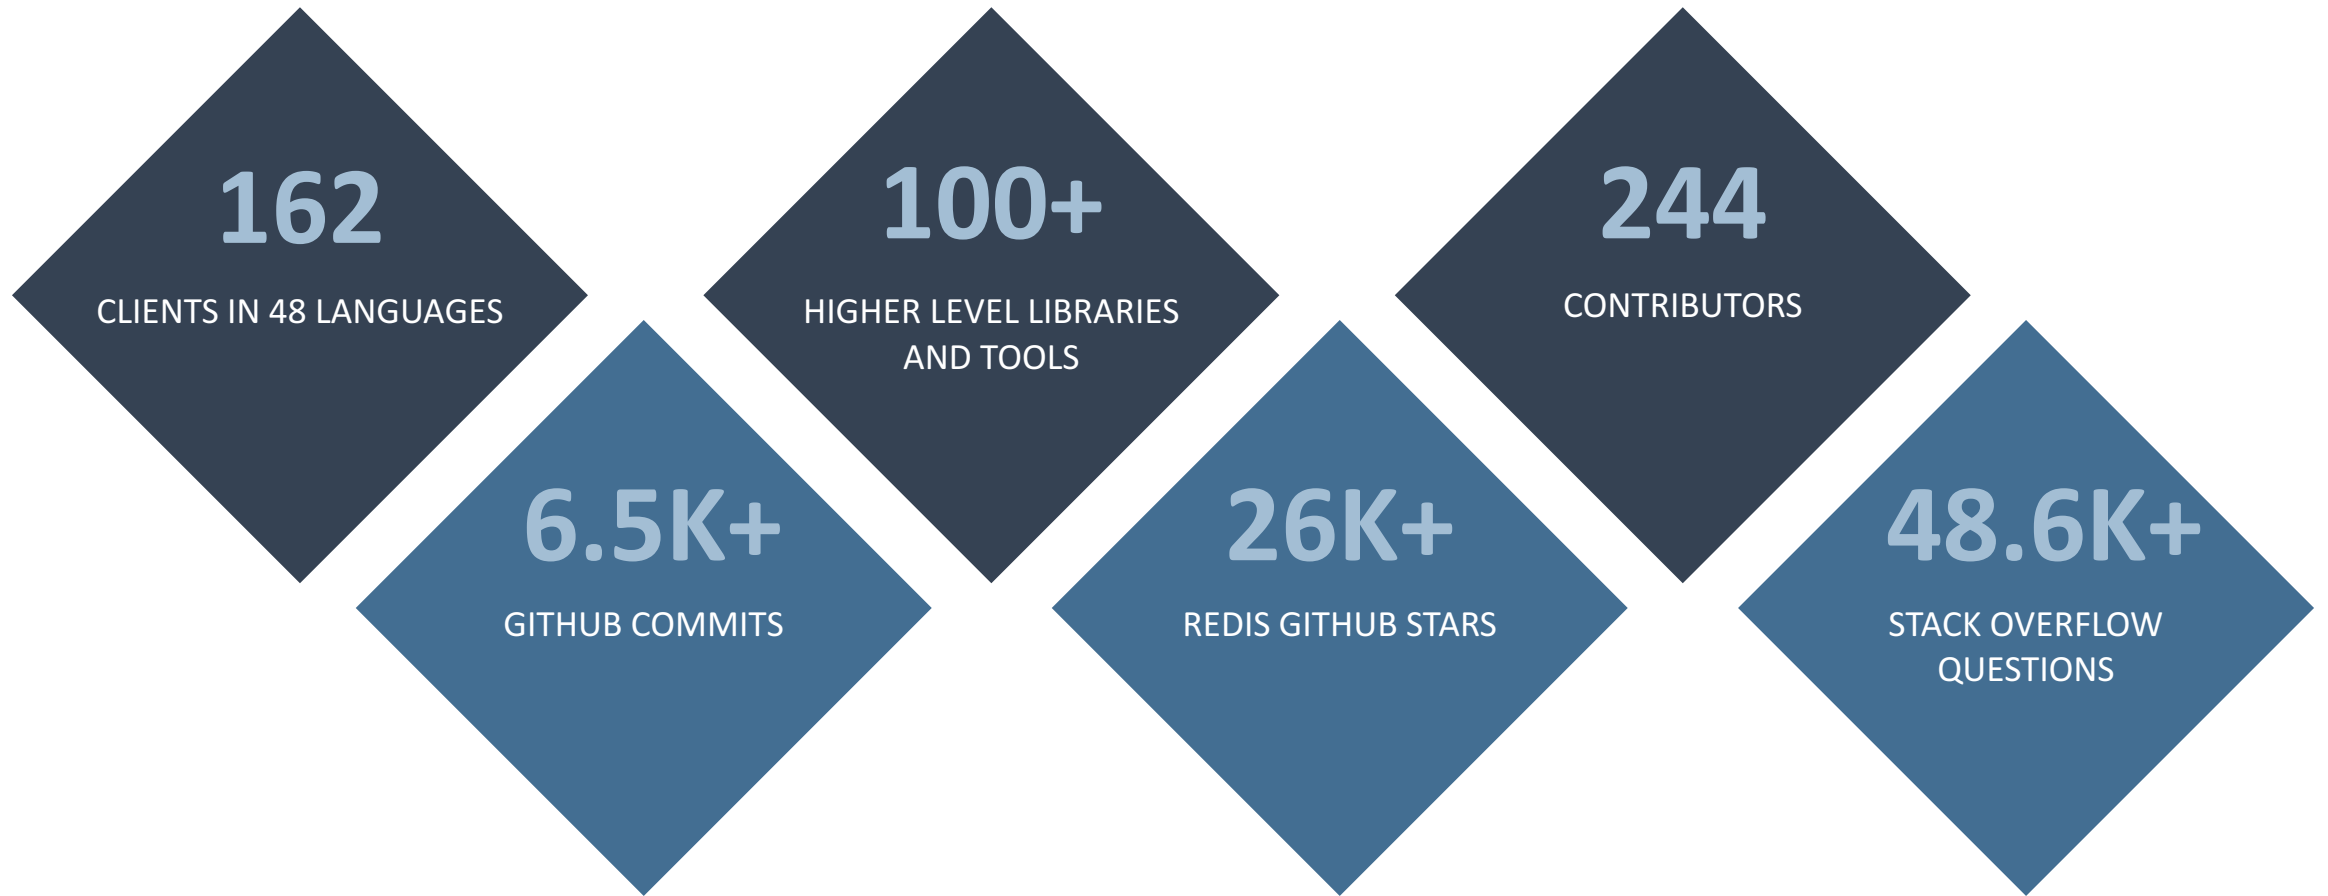 162
CLIENTS IN 48 LANGUAGES
100+
HIGHER LEVEL LIBRARIES
AND TOOLS
244
CONTRIBUTORS
6.5K+
GITHUB COMMITS
26K+
REDIS GITHUB STARS
48.6K+
STACK OVERFLOW
QUESTIONS